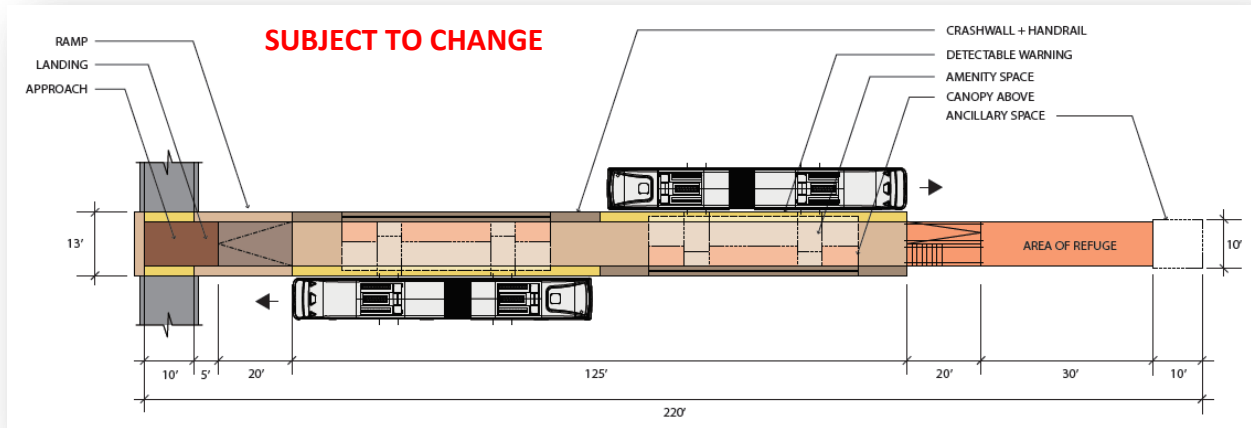 SUBJECT TO CHANGE
RAMP
LANDING
APPROACH
CRASHWALL + HANDRAIL
DETECTABLE WARNING
AMENITY SPACE
CANOPY ABOVE
ANCILLARY SPACE
13'
AREA OF REFUGE
10'
10'
5'
20'
125'
20'
30'
10'
220'